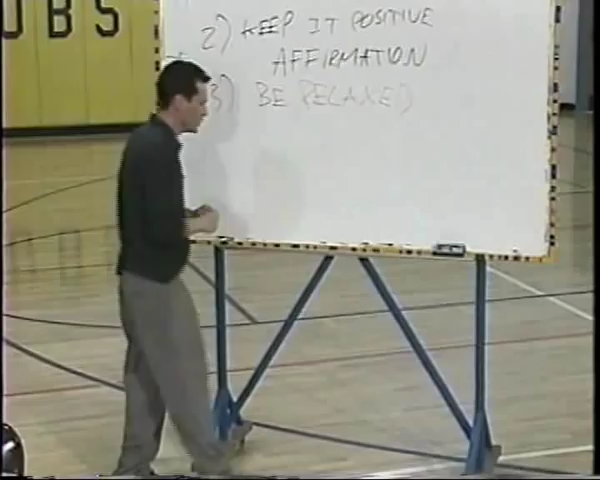 OBS
2) KEEP IT POSITIVE
AFFIRMATION
3) BE RELAXED